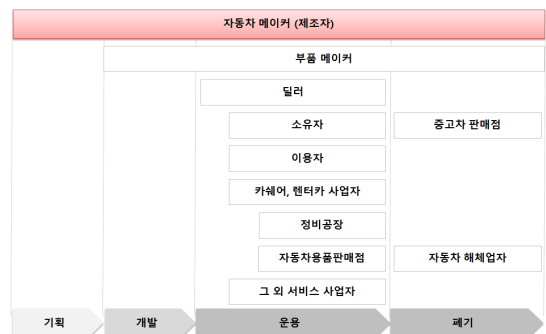 자동차 메이커 (제조자)
부품 메이커
딜러
소유자
중고차 판매점
이용자
카쉐어, 렌터카 사업자
정비공장
자동차용품판매점
자동차 해체업자
그 외 서비스 사업자
기획
개발
운용
폐기